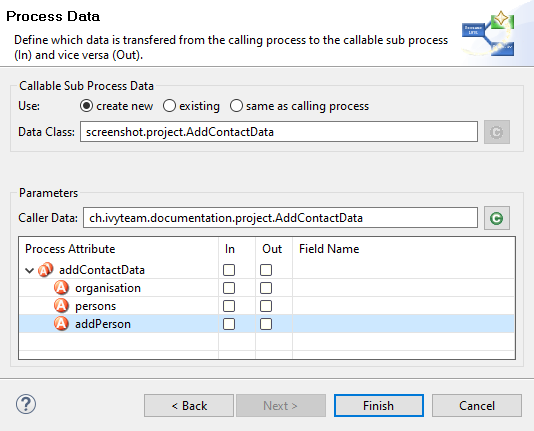 Process Data
Define which data is transfered from the calling process to the callable sub process
(In) and vice versa (Out).
Callable Sub Process Data
Use: create new existing same as calling process
Data Class: screenshot.project.AddContactData
C
Parameters
Caller Data: ch.ivyteam.documentation.project.AddContactData
C
Process Attribute In Out Field Name
A addContactData
A organisation
A persons
A addPerson
? < Back Next > Finish Cancel